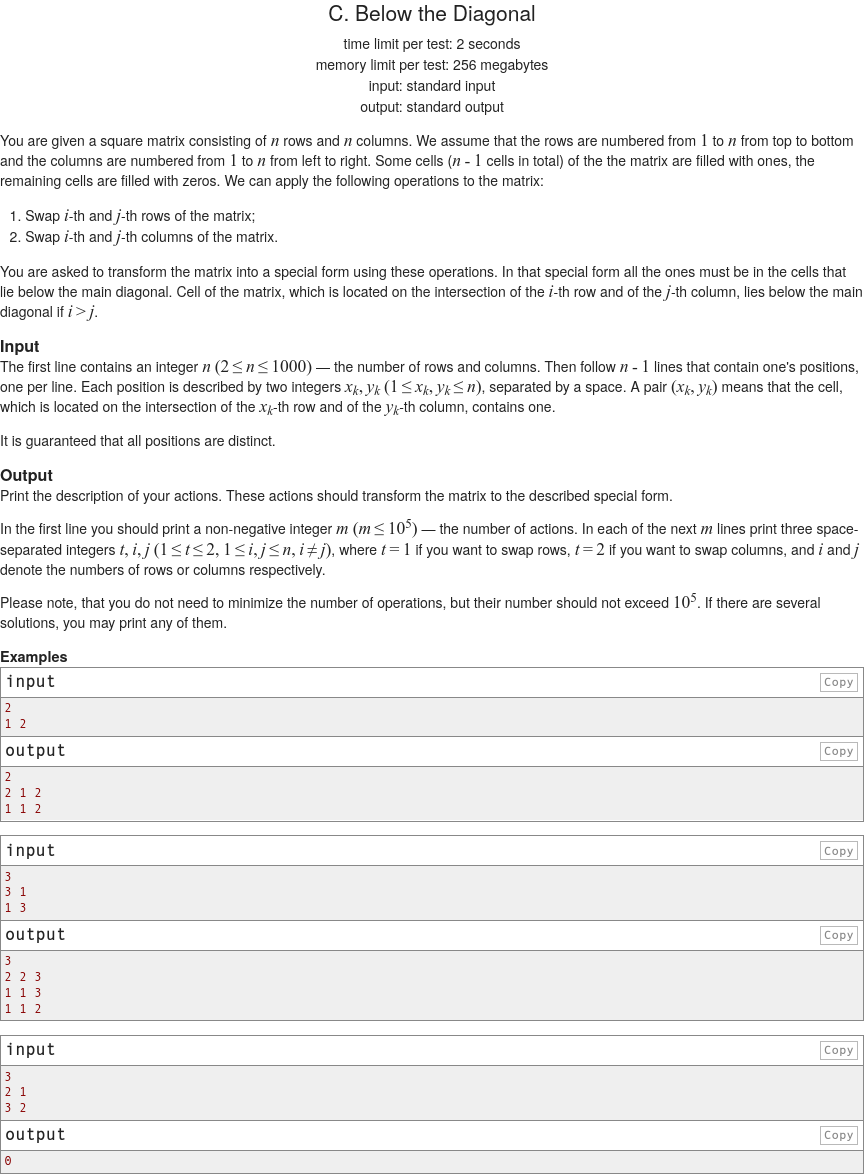 C. Below the Diagonal
time limit per test: 2 seconds
memory limit per test: 256 megabytes
input: standard input
output: standard output
You are given a square matrix consisting of n rows and n columns. We assume that the rows are numbered from 1 to n from top to bottom
and the columns are numbered from 1 to n from left to right. Some cells (n - 1 cells in total) of the the matrix are filled with ones, the
remaining cells are filled with zeros. We can apply the following operations to the matrix:
1. Swap i-th and j-th rows of the matrix;
2. Swap i-th and j-th columns of the matrix.
You are asked to transform the matrix into a special form using these operations. In that special form all the ones must be in the cells that
lie below the main diagonal. Cell of the matrix, which is located on the intersection of the i-th row and of the j-th column, lies below the main
diagonal if i > j.
Input
The first line contains an integer n (2 ≤ n ≤ 1000) — the number of rows and columns. Then follow n - 1 lines that contain one's positions,
one per line. Each position is described by two integers xk, yk (1 ≤ xk, yk ≤ n), separated by a space. A pair (xk, yk) means that the cell,
which is located on the intersection of the xk-th row and of the yk-th column, contains one.
It is guaranteed that all positions are distinct.
Output
Print the description of your actions. These actions should transform the matrix to the described special form.
In the first line you should print a non-negative integer m (m ≤ 10^5) — the number of actions. In each of the next m lines print three space-
separated integers t, i, j (1 ≤ t ≤ 2, 1 ≤ i, j ≤ n, i ≠ j), where t = 1 if you want to swap rows, t = 2 if you want to swap columns, and i and j
denote the numbers of rows or columns respectively.
Please note, that you do not need to minimize the number of operations, but their number should not exceed 10^5. If there are several
solutions, you may print any of them.
Examples
input Copy
2
1 2
output Copy
2
2 1 2
1 1 2
input Copy
3
3 1
1 3
output Copy
3
2 2 3
1 1 3
1 1 2
input Copy
3
2 1
3 2
output Copy
0